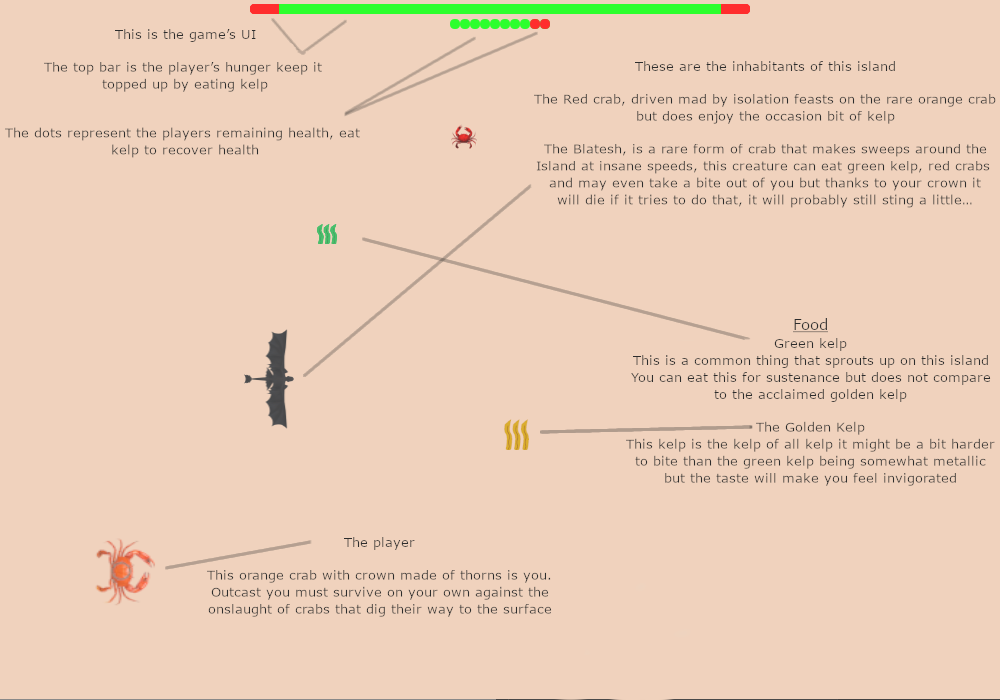 This is the game's UI
The top bar is the player's hunger keep it
topped up by eating kelp
The dots represent the players remaining health, eat
kelp to recover health
These are the inhabitants of this island
The Red crab, driven mad by isolation feasts on the rare orange crab
but does enjoy the occasion bit of kelp
The Blatesh, is a rare form of crab that makes sweeps around the
Island at insane speeds, this creature can eat green kelp, red crabs
and may even take a bite out of you but thanks to your crown it
will die if it tries to do that, it will probably still sting a little...
Food
Green kelp
This is a common thing that sprouts up on this island
You can eat this for sustenance but does not compare
to the acclaimed golden kelp
The Golden Kelp
This kelp is the kelp of all kelp it might be a bit harder
to bite than the green kelp being somewhat metallic
but the taste will make you feel invigorated
The player
This orange crab with crown made of thorns is you.
Outcast you must survive on your own against the
onslaught of crabs that dig their way to the surface